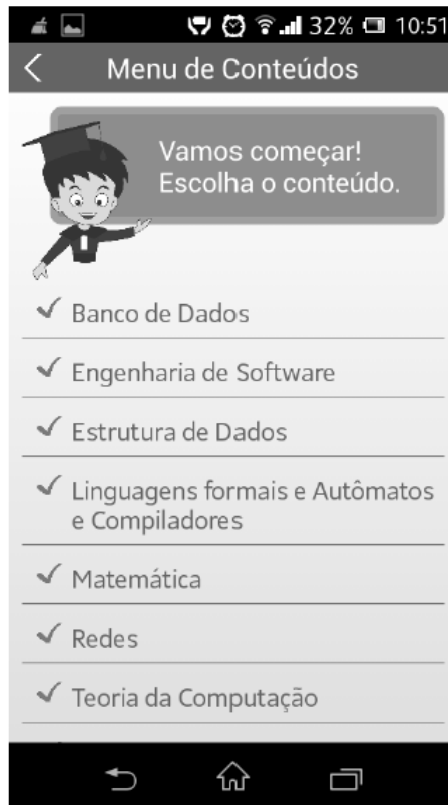 32% 10:51
Menu de Conteúdos
Vamos começar!
Escolha o conteúdo.
Banco de Dados
Engenharia de Software
Estrutura de Dados
Linguagens formais e Autômatos
e Compiladores
Matemática
Redes
Teoria da Computação